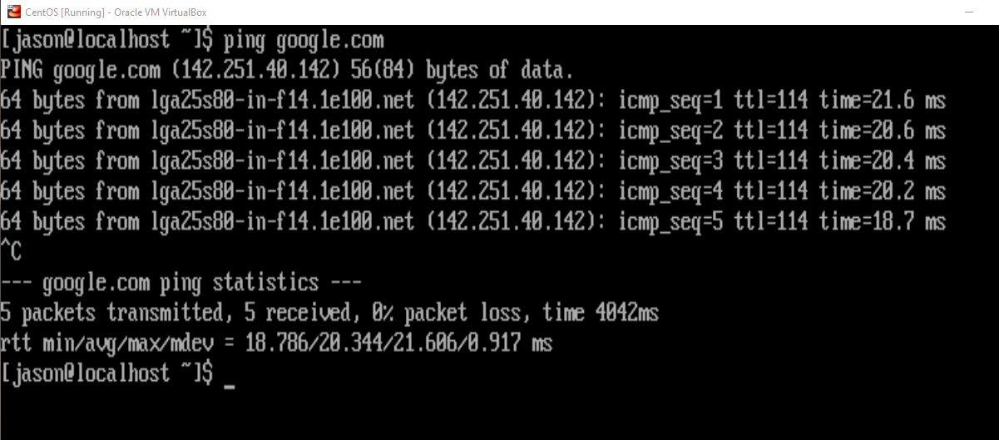 CentOS [Running] - Oracle VM VirtualBox
[jason@localhost ~]$ ping google.com
PING google.com (142.251.40.142) 56(84) bytes of data.
64 bytes from lga25s80-in-f14.1e100.net (142.251.40.142): icmp_seq=1 ttl=114 time=21.6 ms
64 bytes from lga25s80-in-f14.1e100.net (142.251.40.142): icmp_seq=2 ttl=114 time=20.6 ms
64 bytes from lga25s80-in-f14.1e100.net (142.251.40.142): icmp_seq=3 ttl=114 time=20.4 ms
64 bytes from lga25s80-in-f14.1e100.net (142.251.40.142): icmp_seq=4 ttl=114 time=20.2 ms
64 bytes from lga25s80-in-f14.1e100.net (142.251.40.142): icmp_seq=5 ttl=114 time=18.7 ms
^C
--- google.com ping statistics ---
5 packets transmitted, 5 received, 0% packet loss, time 4042ms
rtt min/avg/max/mdev = 18.786/20.344/21.606/0.917 ms
[jason@localhost ~]$ _